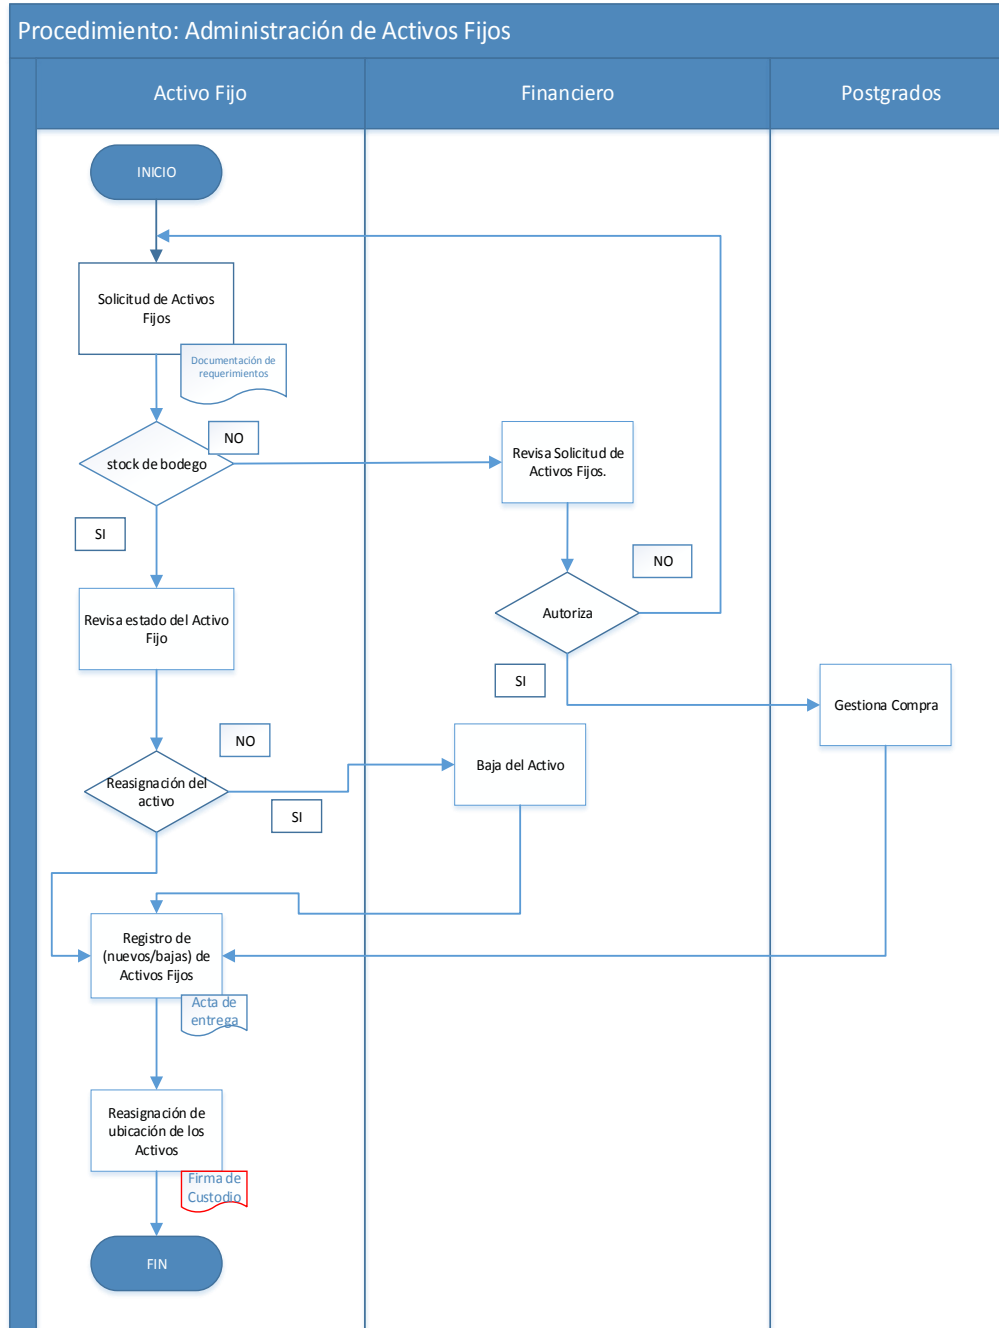 Procedimiento: Administración de Activos Fijos
Activo Fijo
Financiero
Postgrados
INICIO
Solicitud de Activos
Fijos
Documentación de
requerimientos
NO
stock de bodego
Revisa Solicitud de
Activos Fijos.
SI
NO
Revisa estado del Activo
Fijo
Autoriza
SI
Gestiona Compra
NO
Baja del Activo
Reasignación del
activo
SI
Registro de
(nuevos/bajas) de
Activos Fijos
Acta de
entrega
Reasignación de
ubicación de los
Activos
Firma de
Custodio
FIN